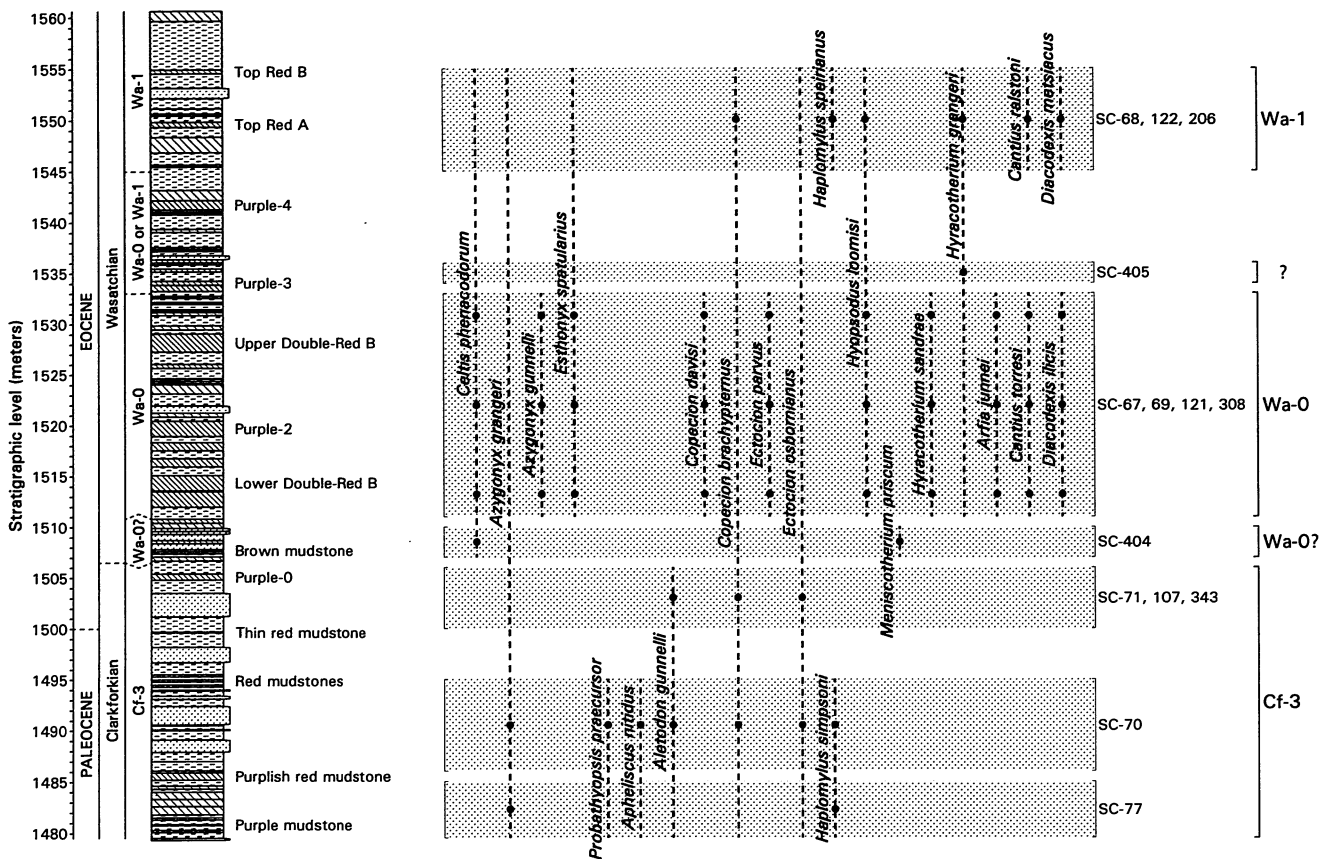 Stratigraphic level (meters)
1560
1555
1550
1545
1540
1535
1530
1525
1520
1515
1510
1505
1500
1495
1490
1485
1480
EOCENE
PALEOCENE
Wasatchian
Clarkforkian
Wa-1
Wa-0 or Wa-1
Wa-0
Wa-0?
Cf-3
Top Red B
Top Red A
Purple-4
Purple-3
Upper Double-Red B
Purple-2
Lower Double-Red B
Brown mudstone
Purple-0
Thin red mudstone
Red mudstones
Purplish red mudstone
Purple mudstone
Celtis phenacodorum
Azygonyx grangeri
Azygonyx gunnelli
Esthonyx spatularius
Probathyopsis praecursor
Apheliscus nitidus
Aletodon gunnelli
Copecion davisi
Copecion brachypternus
Ectocion parvus
Ectocion osbornianus
Haplomylus speirianus
Haplomylus simpsoni
Hyopsodus loomisi
Meniscotherium priscum
Hyracotherium sandrae
Hyracotherium grangeri
Arfia junnei
Cantius torresi
Cantius ralstoni
Diacodexis ilicis
Diacodexis metsiacus
SC-68, 122, 206
SC-405
SC-67, 69, 121, 308
SC-404
SC-71, 107, 343
SC-70
SC-77
Wa-1
?
Wa-0
Wa-0?
Cf-3